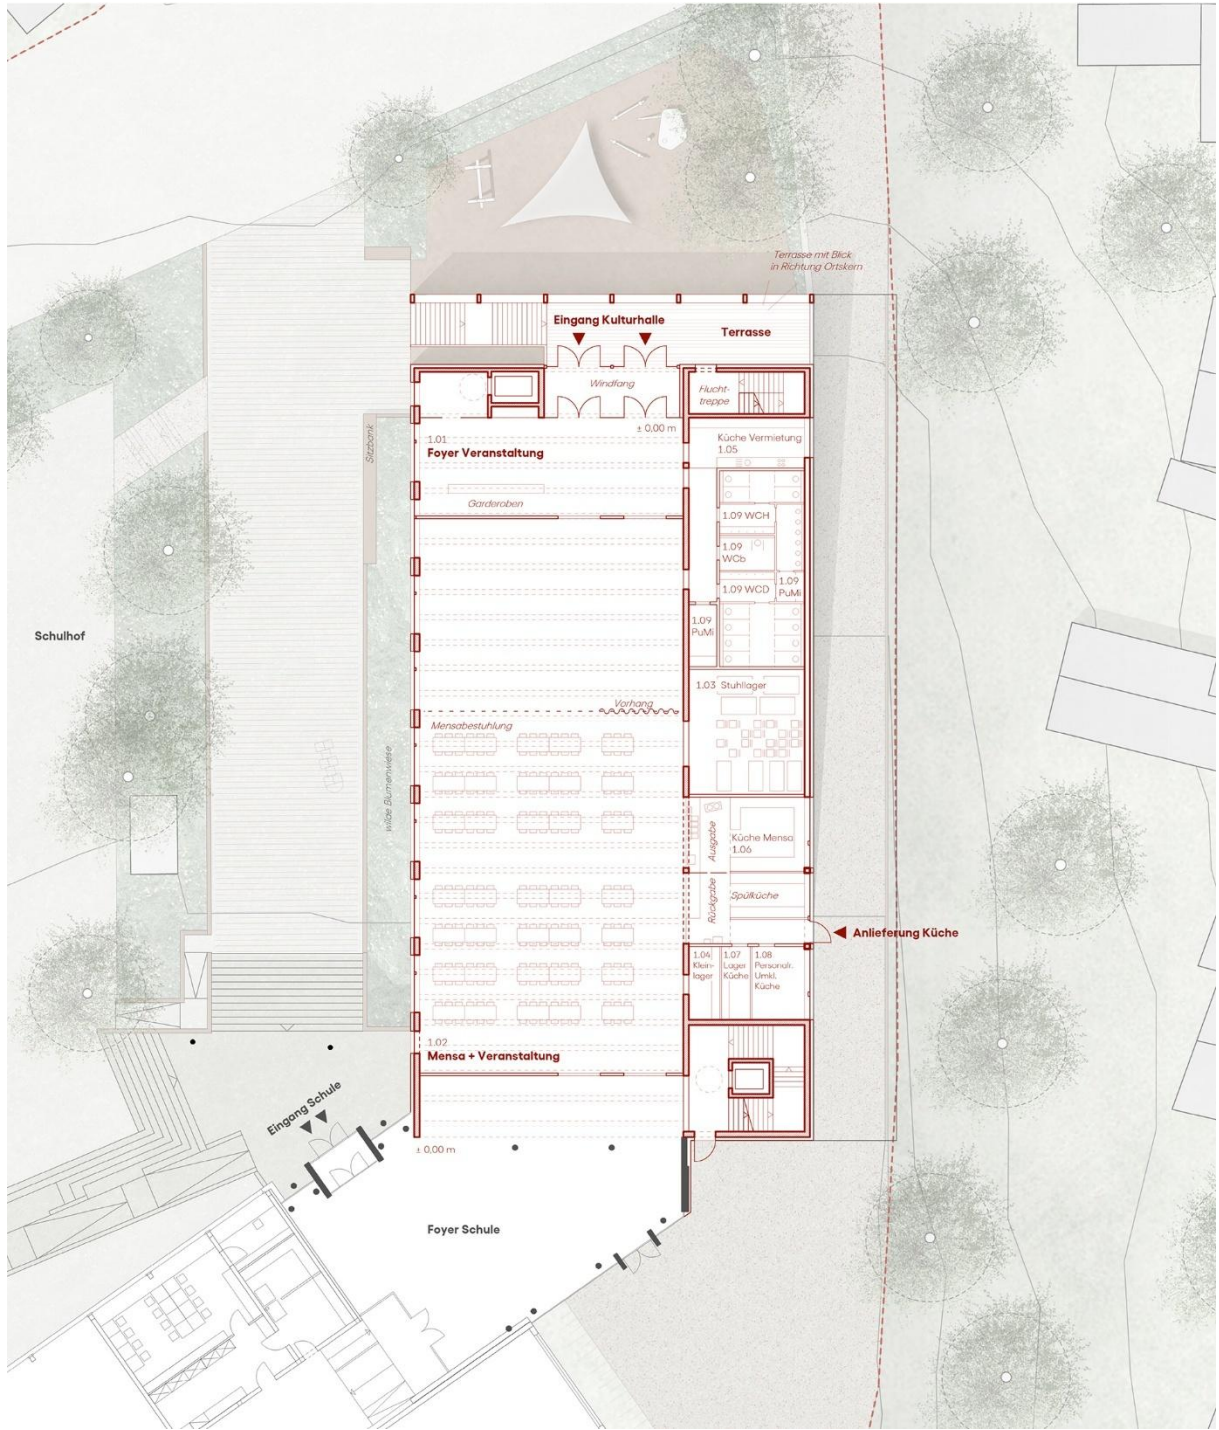 Terrasse mit Blick
in Richtung Ortskern
Eingang Kulturhalle
Terrasse
Windfang
Flucht-
treppe
± 0,00 m
1.01
Foyer Veranstaltung
Küche Vermietung
1.05
Sitzbank
Garderoben
1.09 WCH
1.09
WCb
1.09 WCD
1.09
PuMi
1.09
PuMi
Schulhof
1.03 Stuhllager
Vorhang
Mensabestuhlung
wilde Blumenwiese
Ausgabe
Küche Mensa
1.06
Rückgabe
Spülküche
Anlieferung Küche
1.04
Klein-
lager
1.07
Lager
Küche
1.08
Personalr.
Umkl.
Küche
1.02
Mensa + Veranstaltung
Eingang Schule
± 0,00 m
Foyer Schule